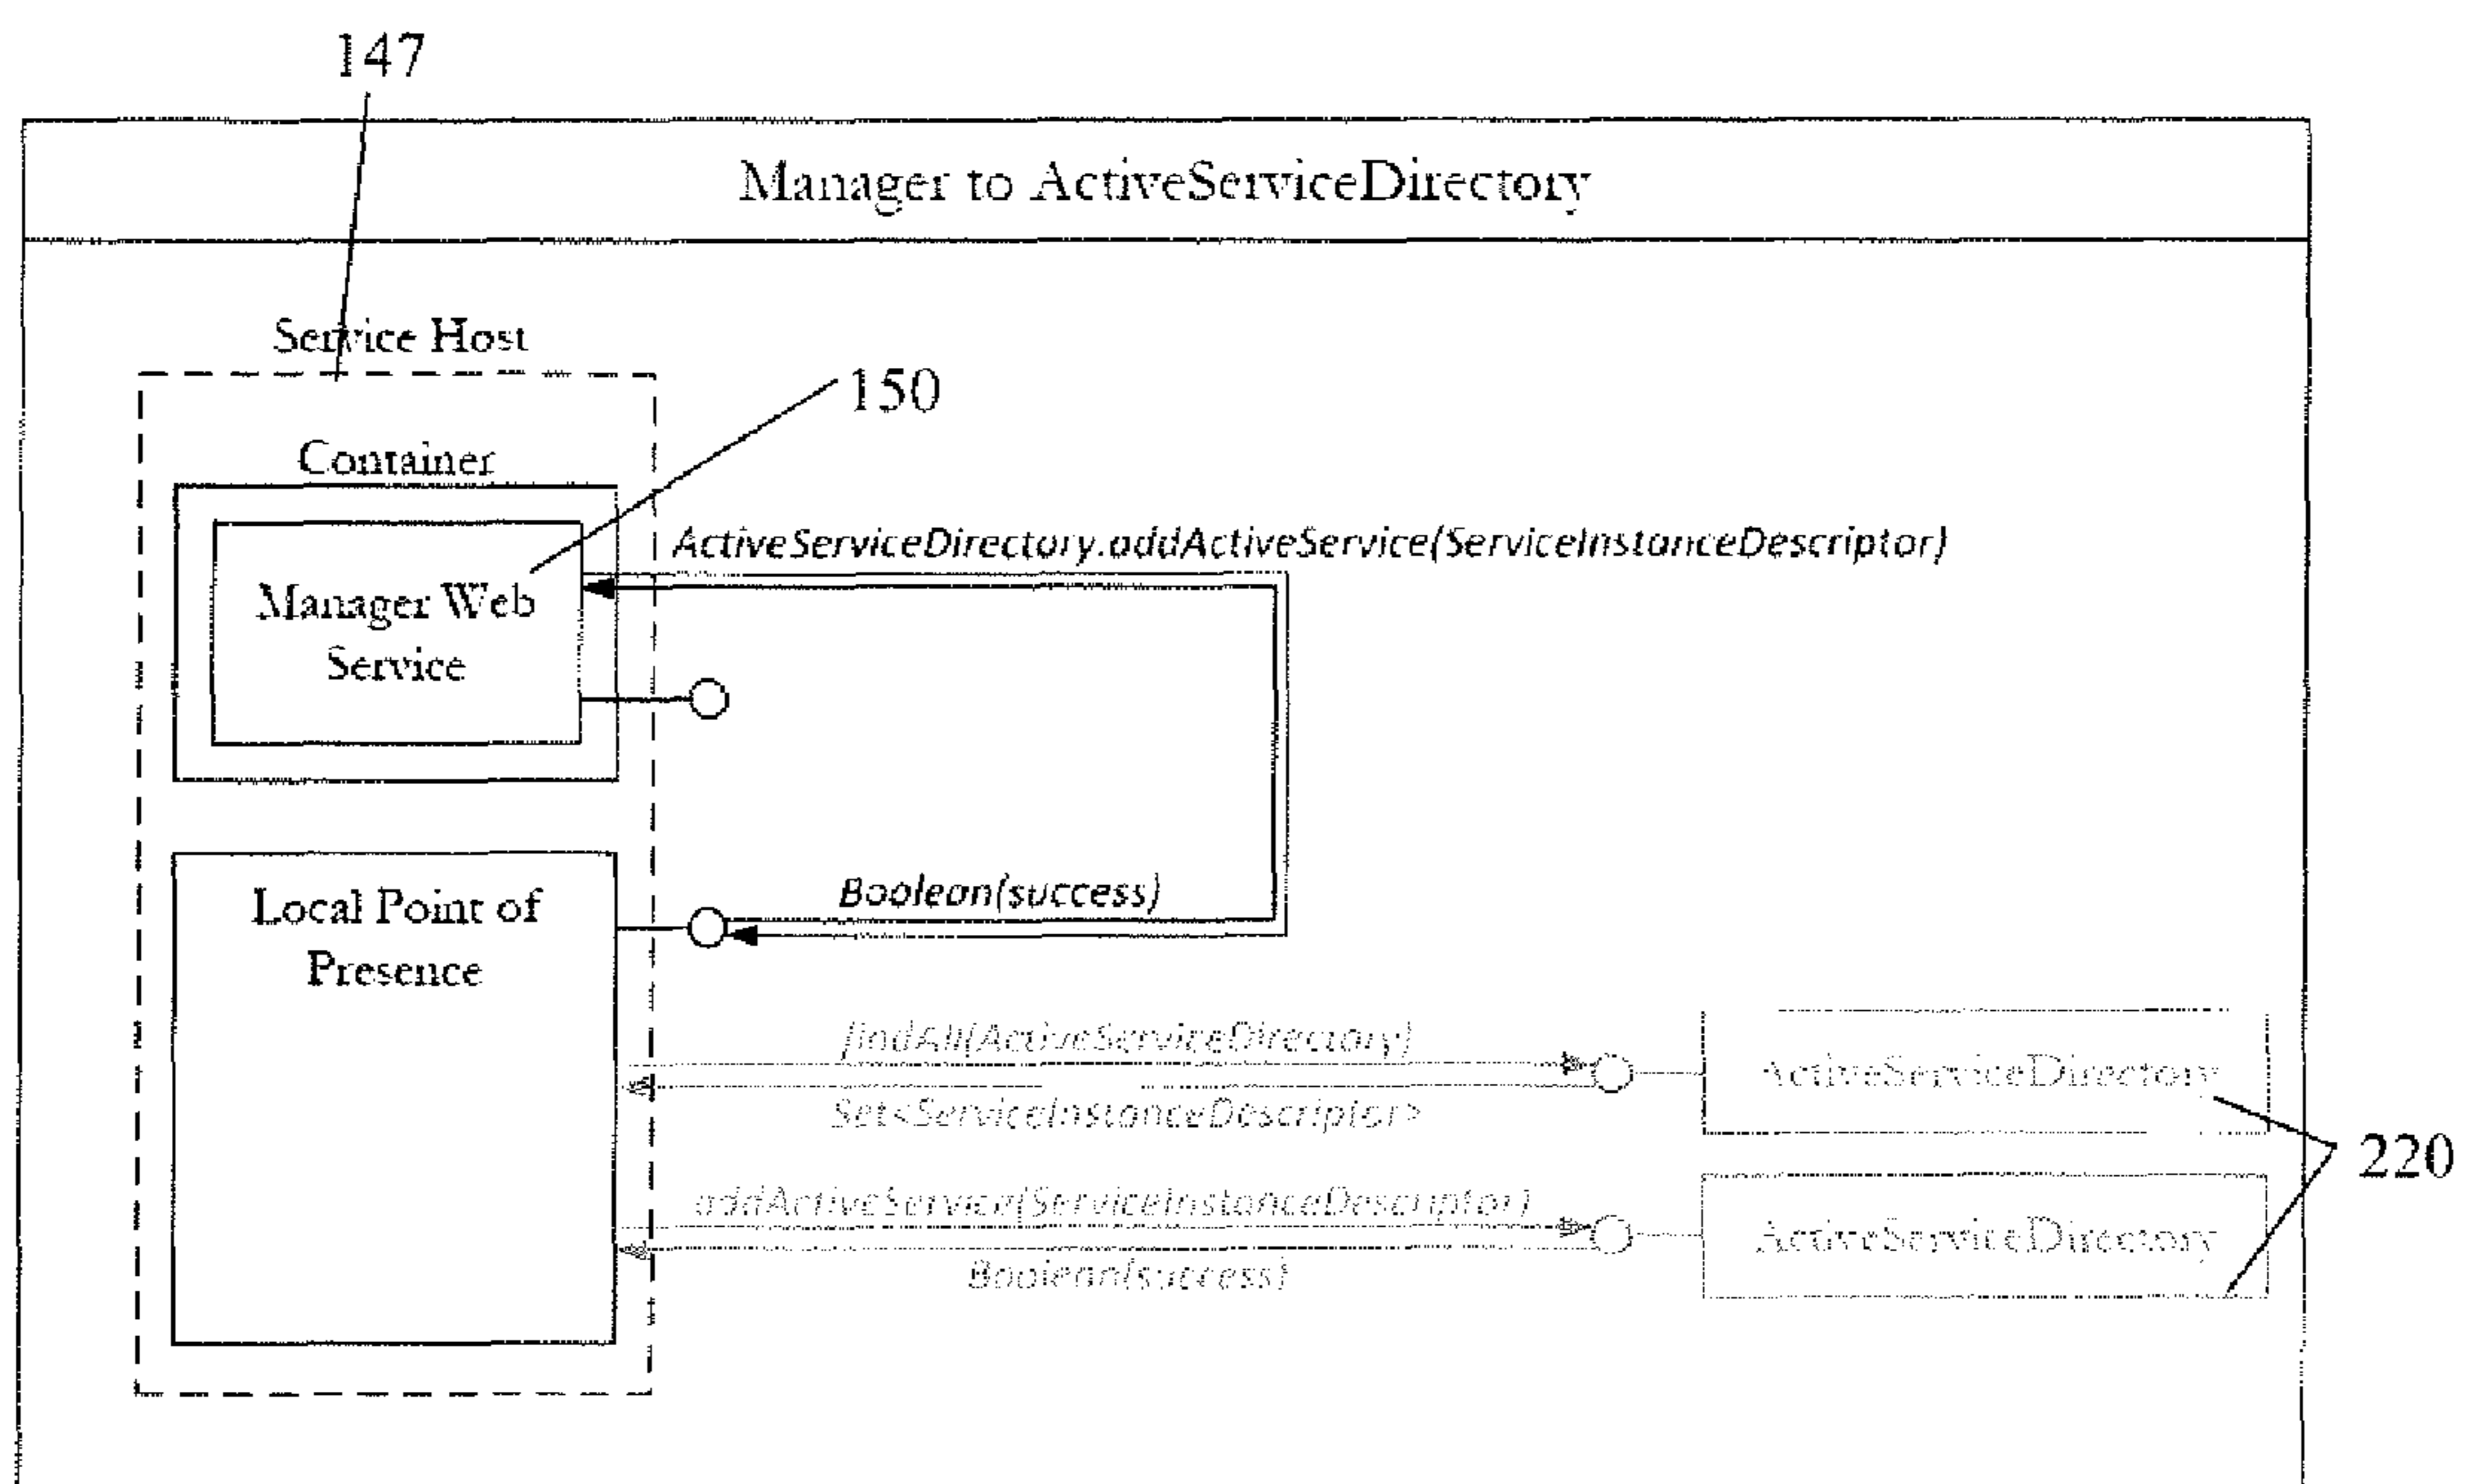 147
Manager to ActiveServiceDirectory
Service Host
150
Container
ActiveServiceDirectory.addActiveService(ServiceInstanceDescriptor)
Manager Web
Service
Boolean(success)
Local Point of
Presence
findAll(ActiveServiceDirectory)
ActiveServiceDirectory
Set<ServiceInstanceDescriptor>
220
addActiveService(ServiceInstanceDescriptor)
ActiveServiceDirectory
Boolean(success)